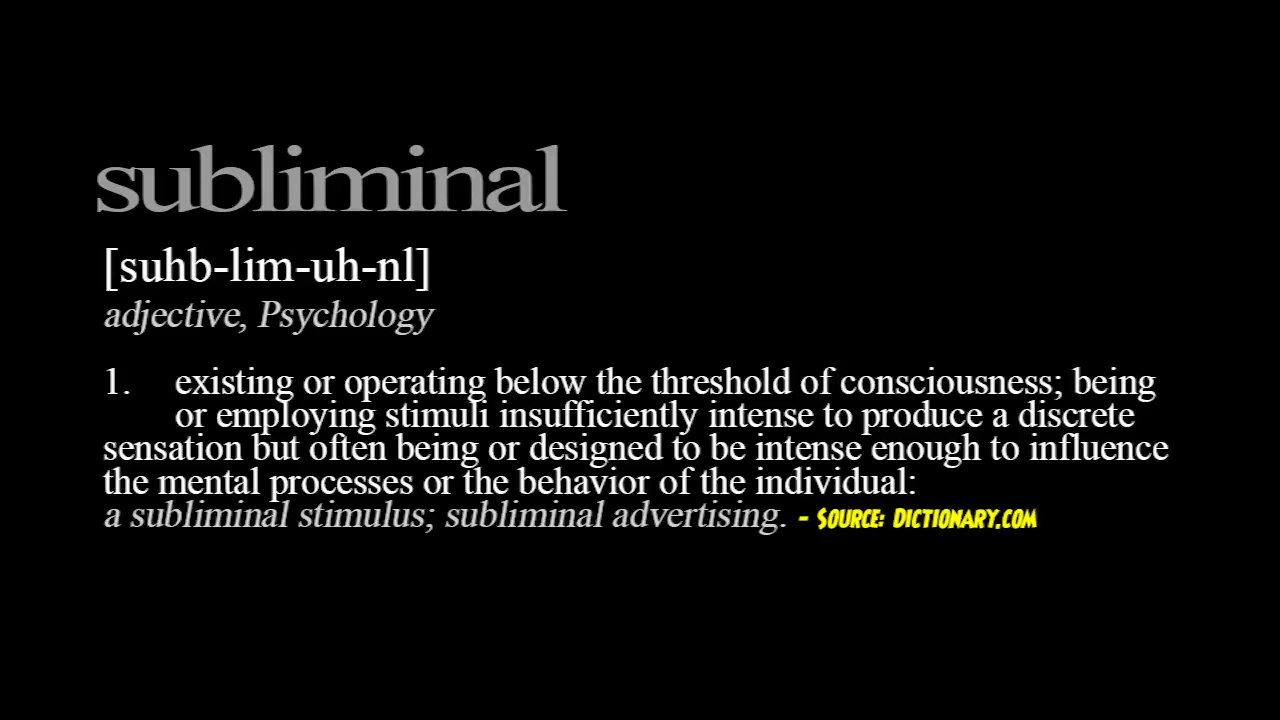 subliminal
[suhb-lim-uh-nl]
adjective, Psychology
1. existing or operating below the threshold of consciousness; being
or employing stimuli insufficiently intense to produce a discrete
sensation but often being or designed to be intense enough to influence
the mental processes or the behavior of the individual:
a subliminal stimulus; subliminal advertising. - Source: Dictionary.com